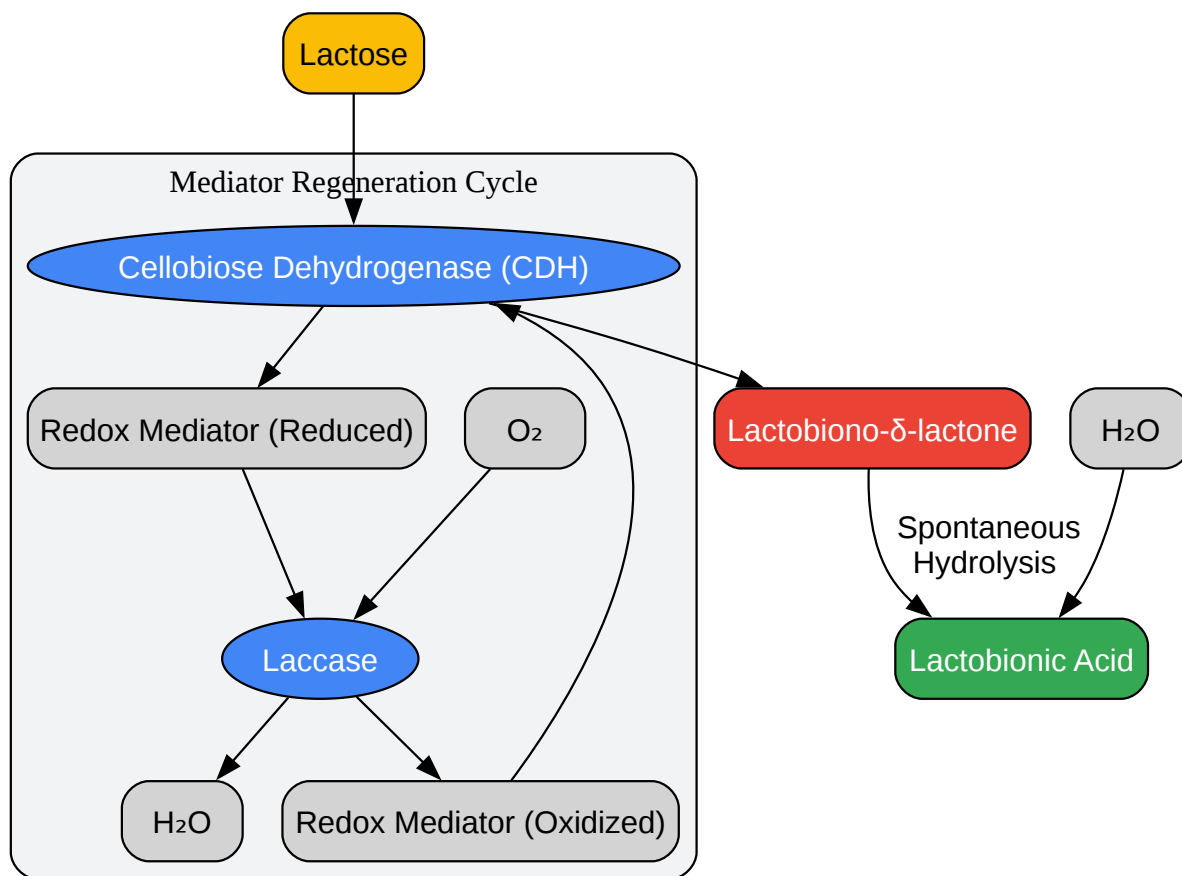 Lactose
Mediator Regeneration Cycle
Cellobiose Dehydrogenase (CDH)
Redox Mediator (Reduced)
O₂
Lactobiono-δ-lactone
H₂O
Spontaneous
Hydrolysis
Laccase
Lactobionic Acid
H₂O
Redox Mediator (Oxidized)